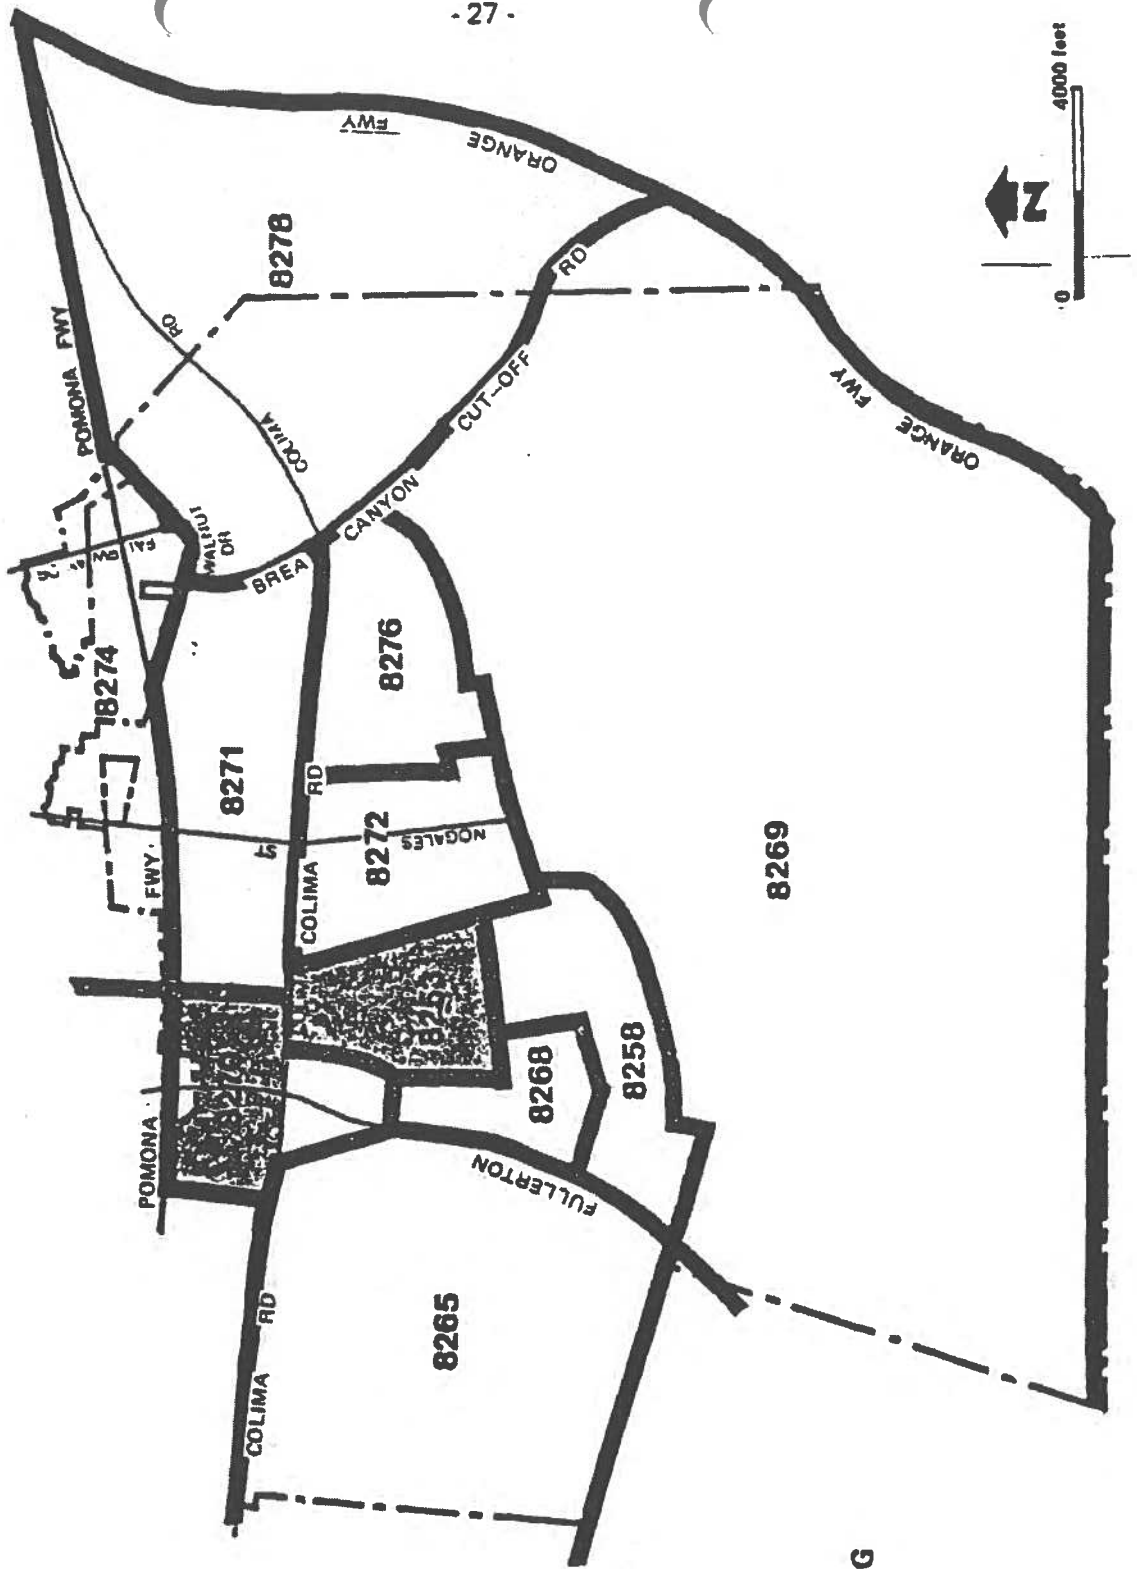 - 27 -
POMONA FWY
ORANGE FWY
8278
RD
COLIMA
WALNUT DR
BREA CANYON CUT-OFF RD
8274
8271
8276
COLIMA RD
8272
NOGALES ST
POMONA FWY
8269
ORANGE FWY
8268
8258
FULLERTON
8265
COLIMA RD
0 4000 feet
N
G